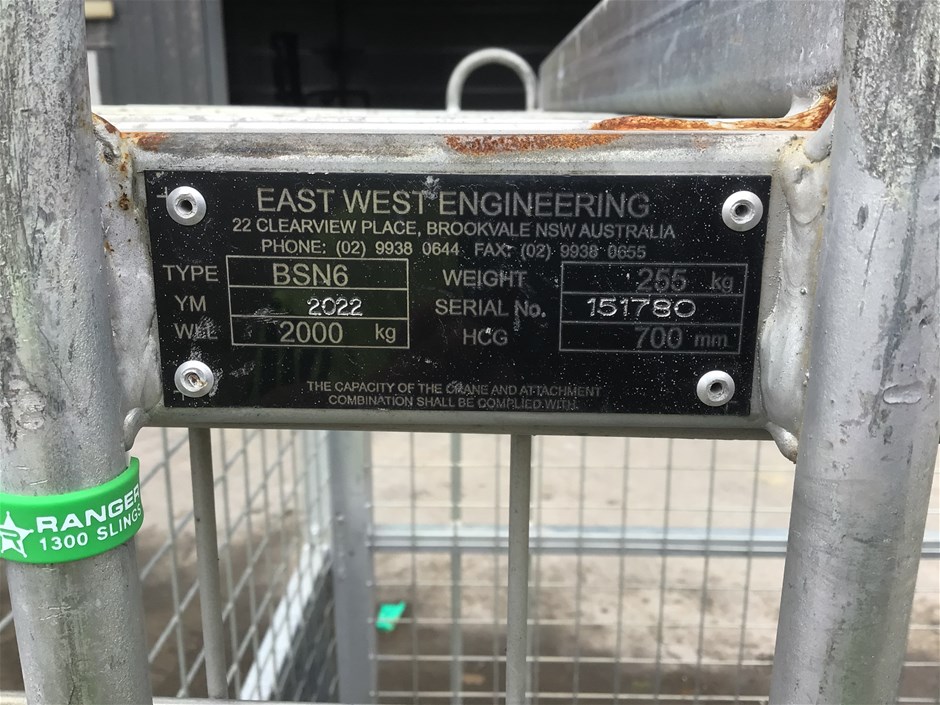 EAST WEST ENGINEERING
22 CLEARVIEW PLACE, BROOKVALE NSW AUSTRALIA
PHONE: (02) 9938 0644 FAX: (02) 9938 0655
TYPE BSN6 WEIGHT 255 kg
YM 2022 SERIAL No. 151780
WLL 2000 kg HCG 700 mm
THE CAPACITY OF THE CRANE AND ATTACHMENT
COMBINATION SHALL BE COMPLIED WITH
RANGER
1300 SLINGS